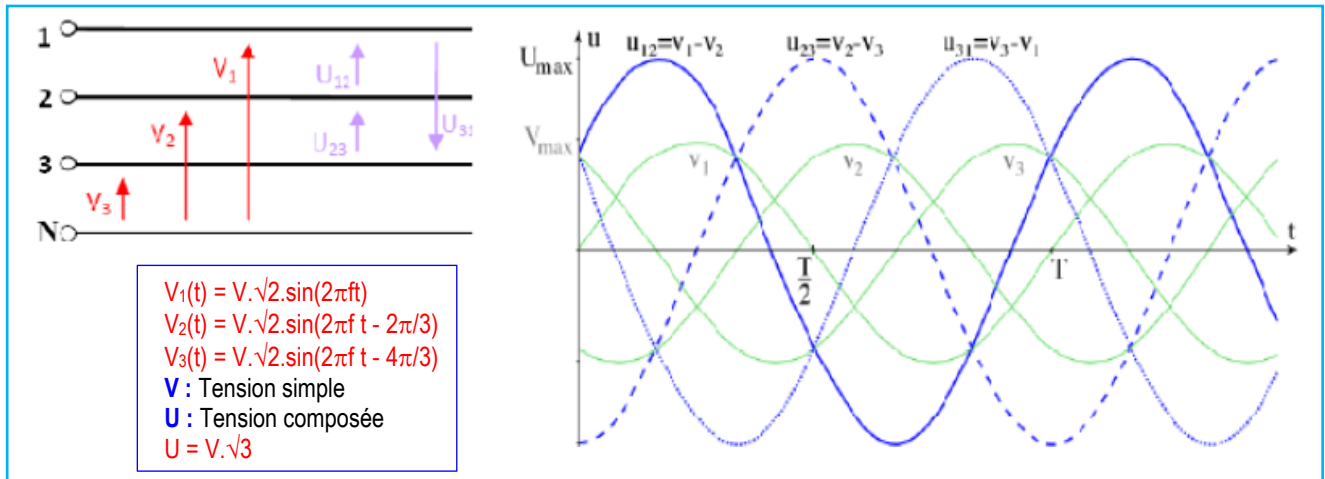 1
2
3
N
V₁
V₂
V₃
U₁₂
U₂₃
U₃₁
V₁(t) = V.√2.sin(2πft)
V₂(t) = V.√2.sin(2πf t - 2π/3)
V₃(t) = V.√2.sin(2πf t - 4π/3)
V : Tension simple
U : Tension composée
U = V.√3
u u₁₂=v₁-v₂ u₂₃=v₂-v₃ u₃₁=v₃-v₁
Umax
Vmax
v₁ v₂ v₃
t
T/2 T